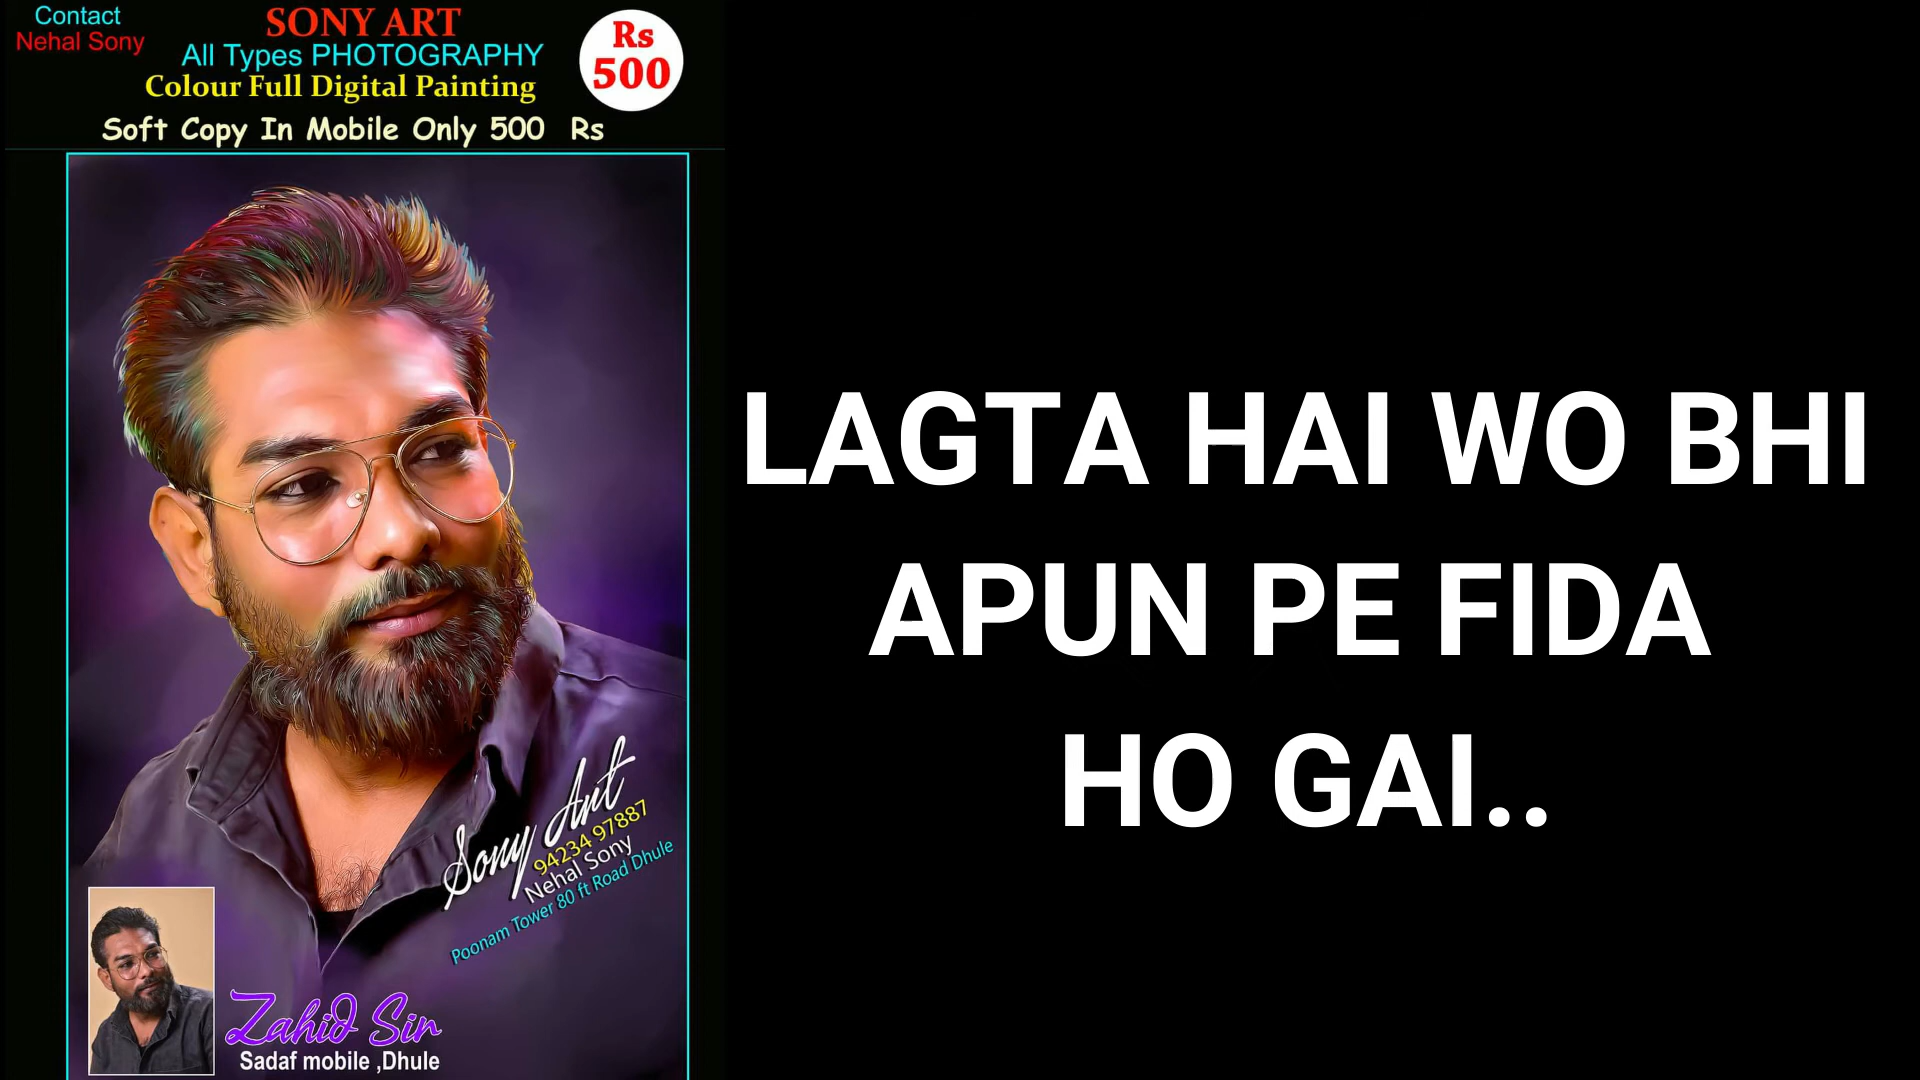 Contact
Nehal Sony
SONY ART
All Types PHOTOGRAPHY
Colour Full Digital Painting
Rs
500
Soft Copy In Mobile Only 500 Rs
Sony Art
94234 97887
Nehal Sony
Poonam Tower 80 ft Road Dhule
Zahid Sir
Sadaf mobile ,Dhule
LAGTA HAI WO BHI
APUN PE FIDA
HO GAI..